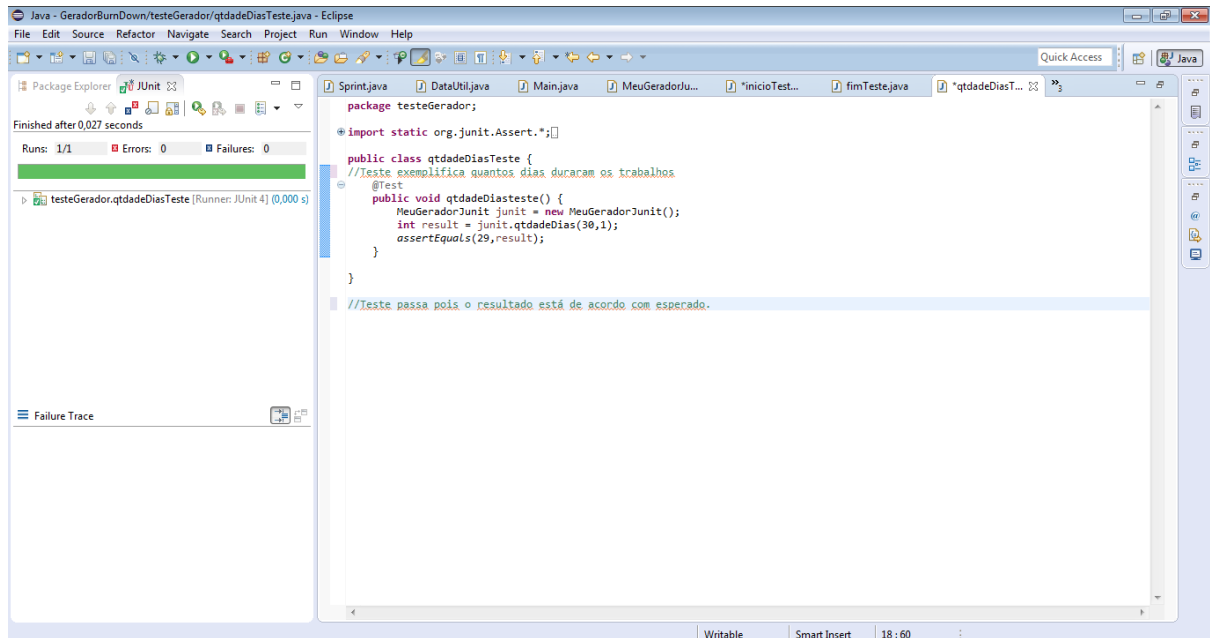 Java - GeradorBurnDown/testeGerador/qtdadeDiasTeste.java - Eclipse
File Edit Source Refactor Navigate Search Project Run Window Help
Quick Access
Java
Package Explorer
JUnit
Finished after 0,027 seconds
Runs: 1/1 Errors: 0 Failures: 0
testeGerador.qtdadeDiasTeste [Runner: JUnit 4] (0,000 s)
Failure Trace
Sprint.java DataUtil.java Main.java MeuGeradorJu... *inicioTest... fimTeste.java *qtdadeDiasT... »3
package testeGerador;
import static org.junit.Assert.*;
public class qtdadeDiasTeste {
//Teste exemplifica quantos dias duraram os trabalhos
@Test
public void qtdadeDiasteste() {
MeuGeradorJunit junit = new MeuGeradorJunit();
int result = junit.qtdadeDias(30,1);
assertEquals(29,result);
}
}
//Teste passa pois o resultado está de acordo com esperado.
Writable Smart Insert 18 : 60